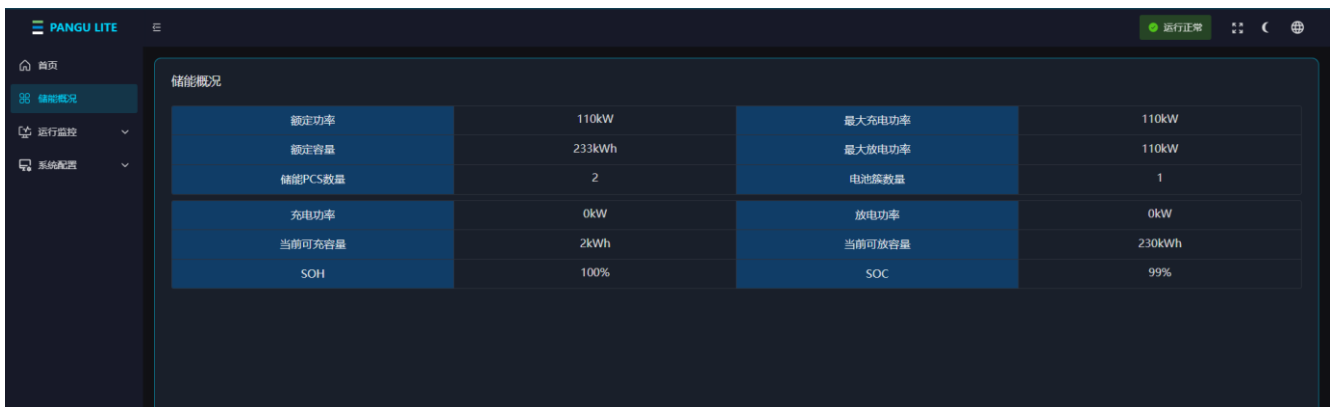 PANGU LITE
运行正常
首页
储能概况
运行监控
系统配置
储能概况
额定功率 110kW 最大充电功率 110kW
额定容量 233kWh 最大放电功率 110kW
储能PCS数量 2 电池簇数量 1
充电功率 0kW 放电功率 0kW
当前可充容量 2kWh 当前可放容量 230kWh
SOH 100% SOC 99%